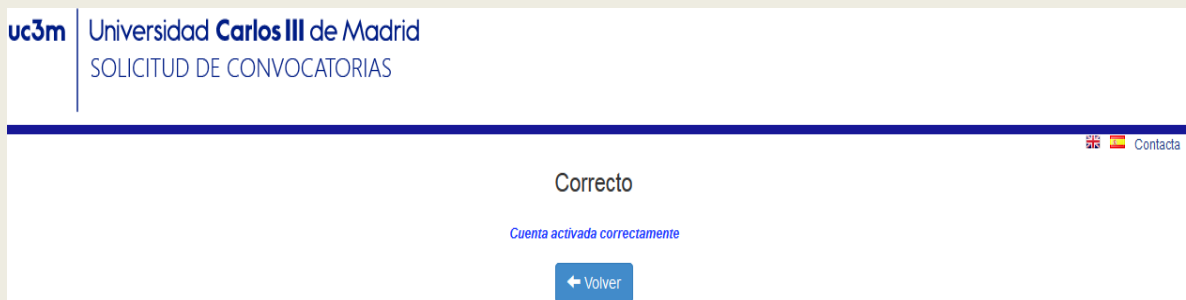 uc3m Universidad Carlos III de Madrid
SOLICITUD DE CONVOCATORIAS
Contacta
Correcto
Cuenta activada correctamente
Volver